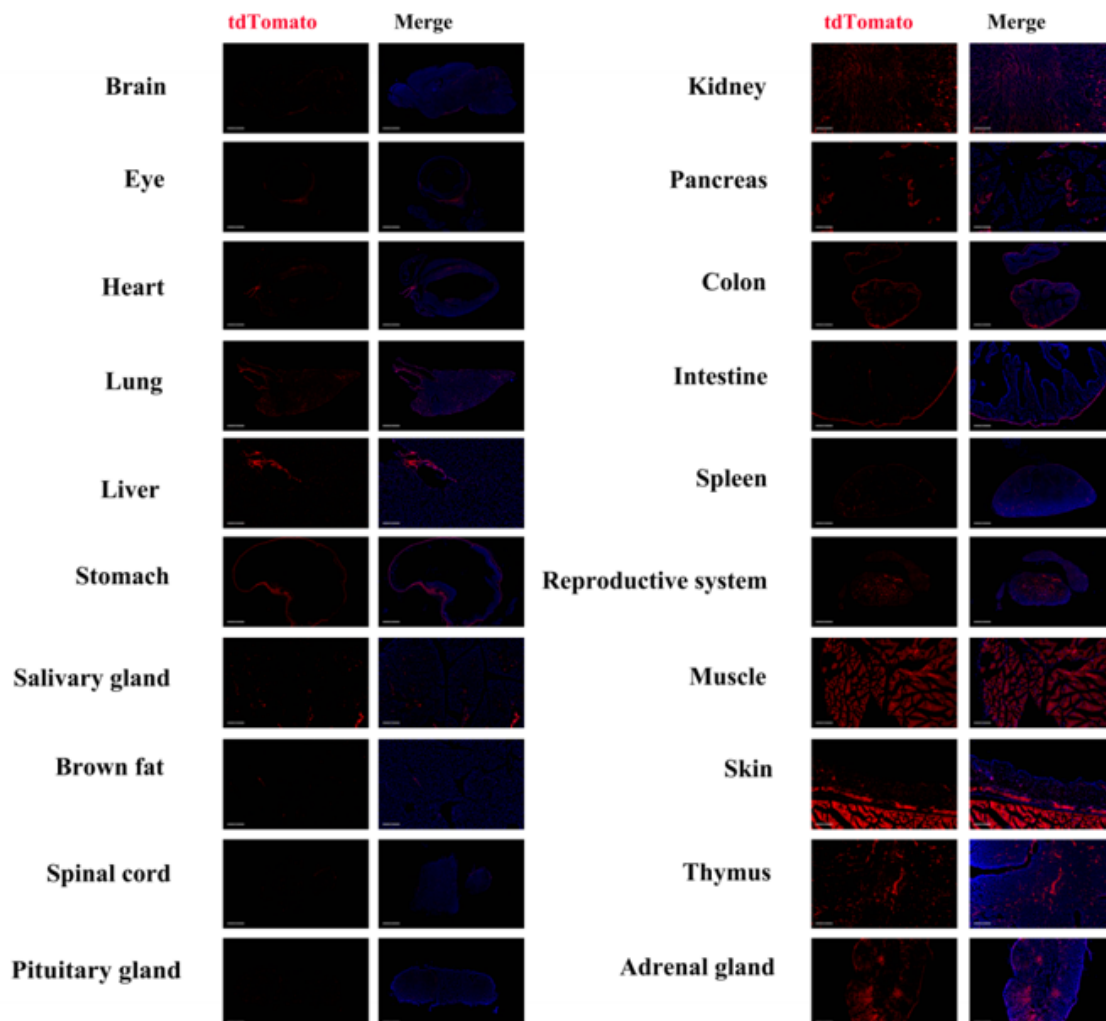 tdTomato Merge tdTomato Merge
Brain Kidney
Eye Pancreas
Heart Colon
Lung Intestine
Liver Spleen
Stomach Reproductive system
Salivary gland Muscle
Brown fat Skin
Spinal cord Thymus
Pituitary gland Adrenal gland